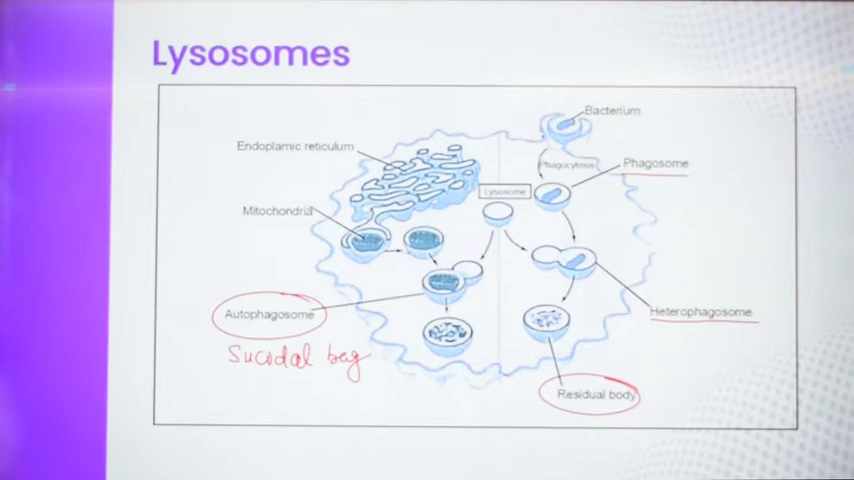 Lysosomes
Bacterium
Endoplamic reticulum
Phagocytosis
Phagosome
Lysosome
Mitochondria
Autophagosome
Heterophagosome
Sucidal bag
Residual body